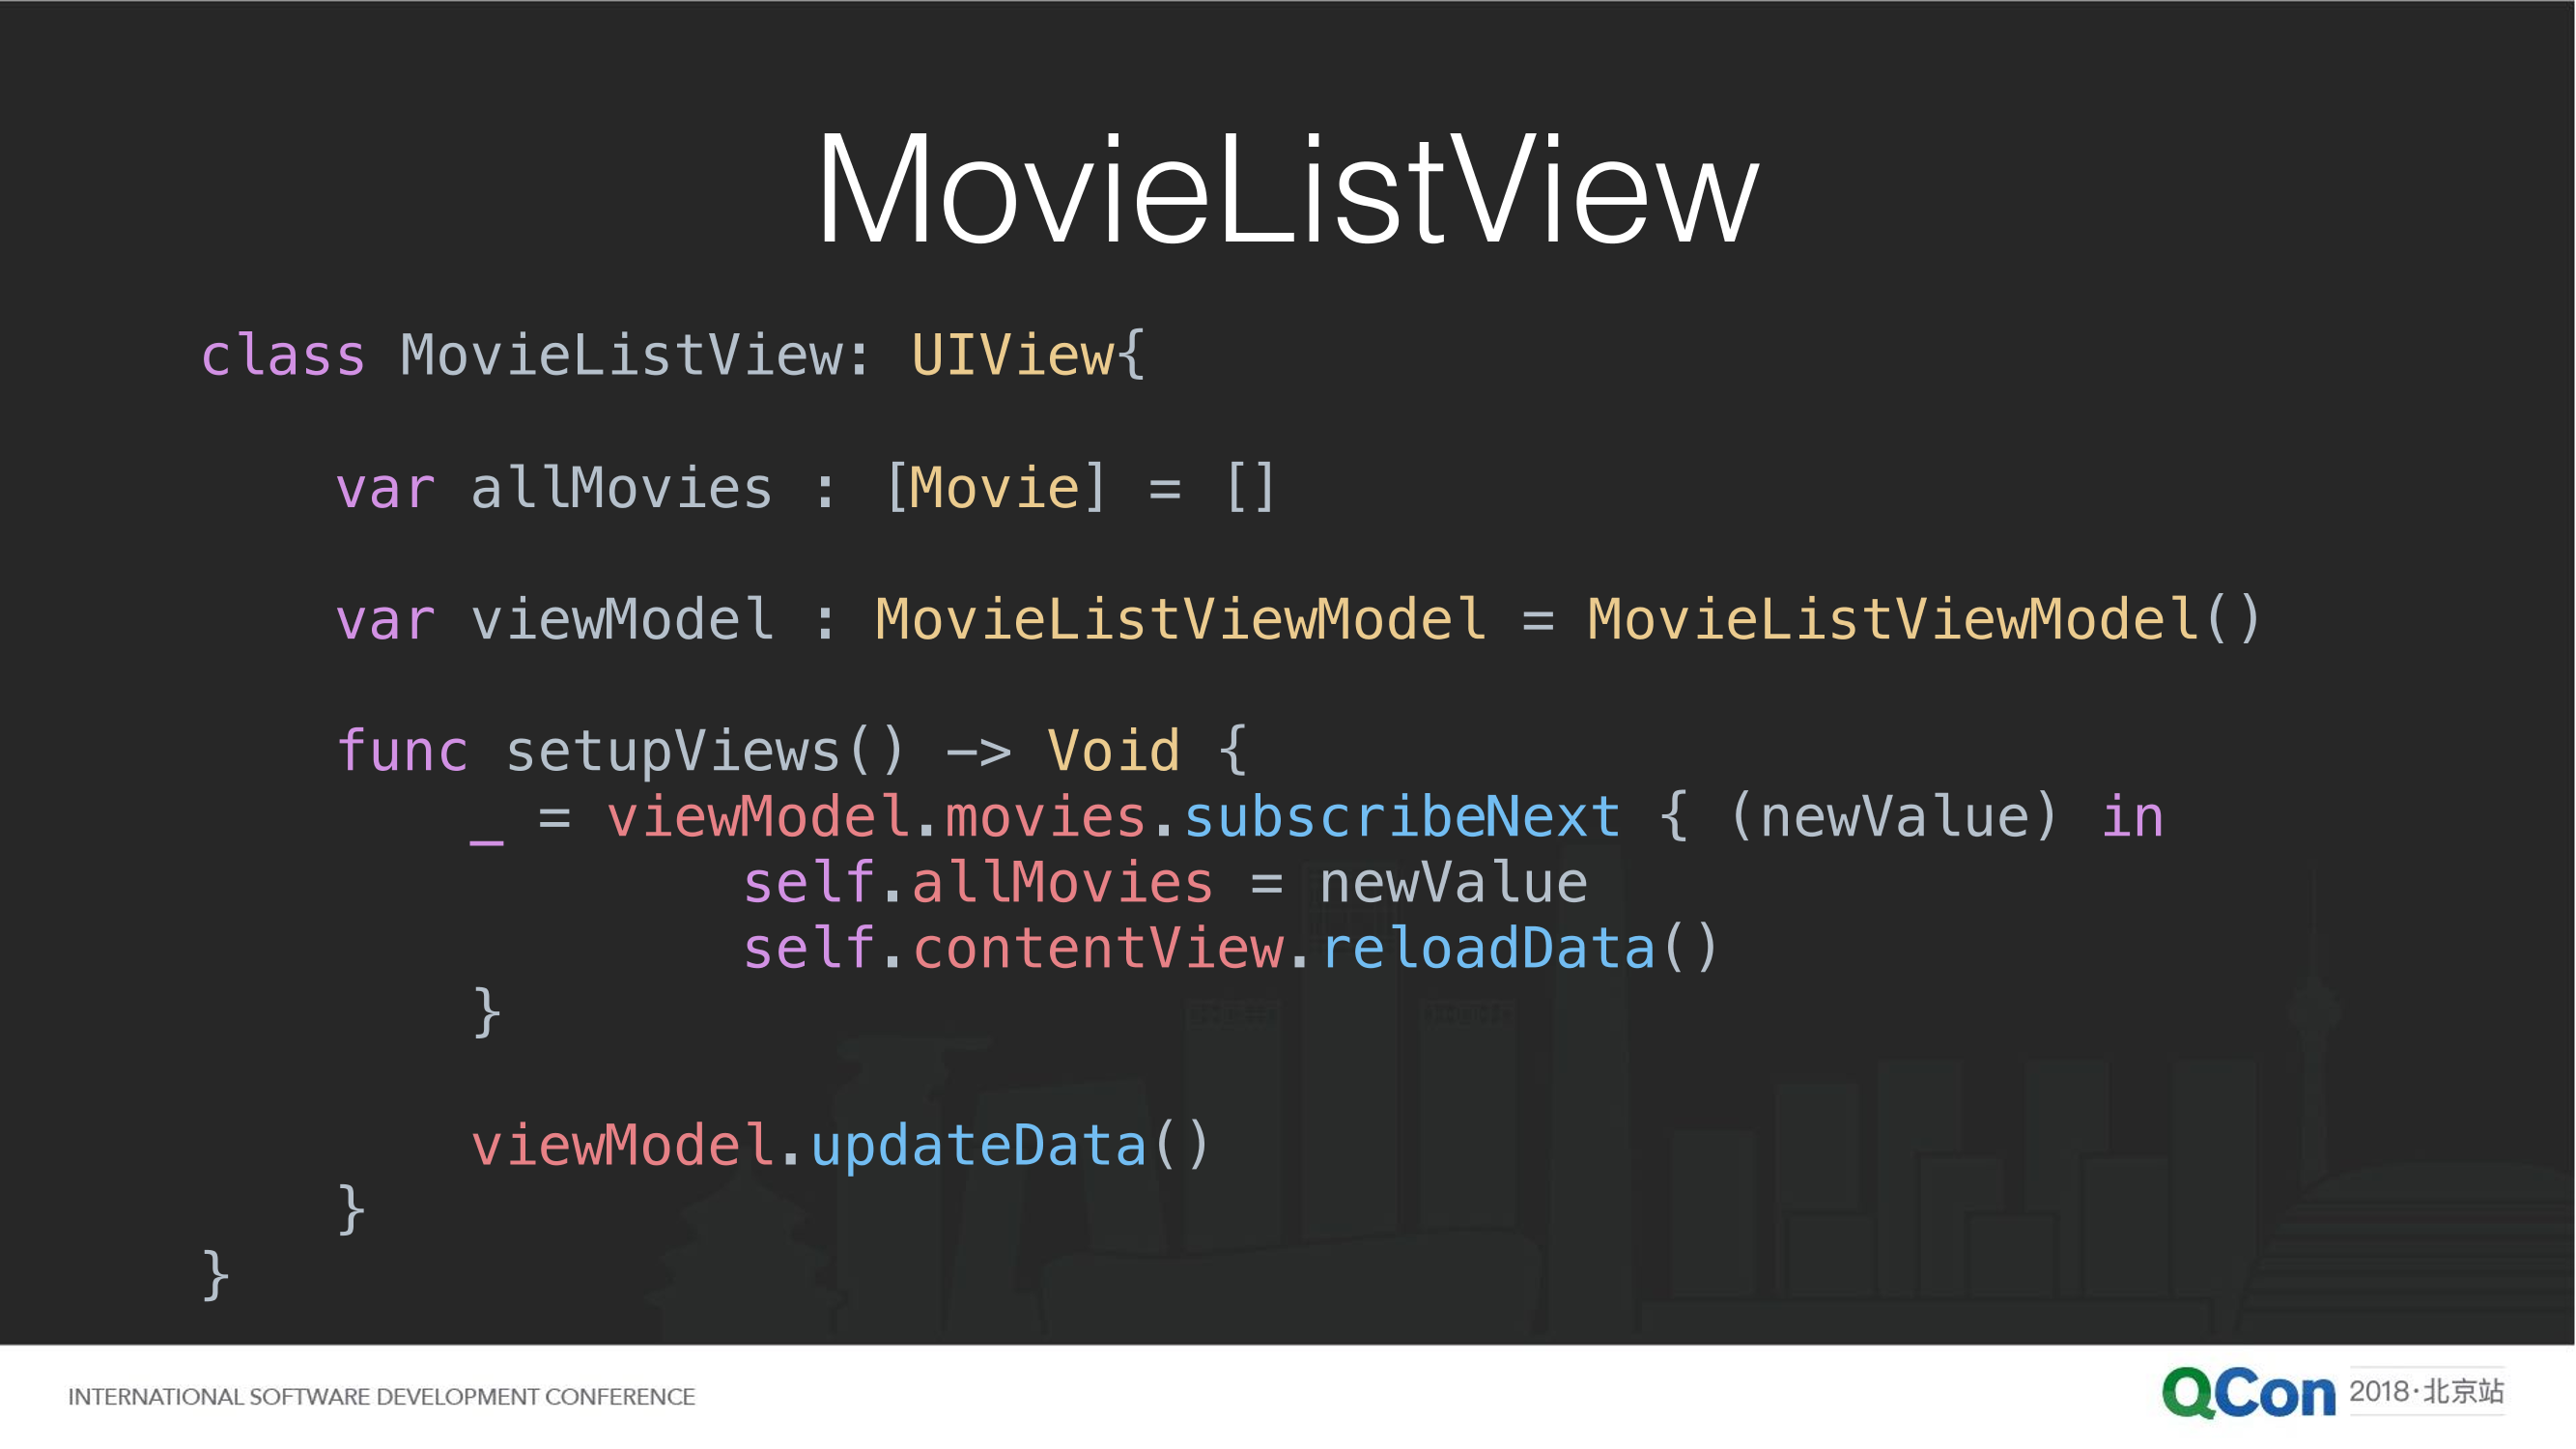 MovieListView
class MovieListView: UIView{
var allMovies : [Movie] = []
var viewModel : MovieListViewModel = MovieListViewModel()
func setupViews() -> Void {
_ = viewModel.movies.subscribeNext { (newValue) in
self.allMovies = newValue
self.contentView.reloadData()
}
viewModel.updateData()
}
}
INTERNATIONAL SOFTWARE DEVELOPMENT CONFERENCE
QCon 2018·北京站